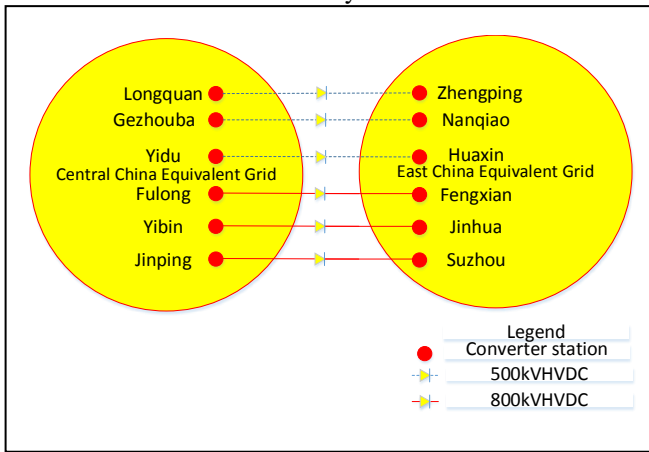 Longquan Zhengping
Gezhouba Nanqiao
Yidu Huaxin
Central China Equivalent Grid East China Equivalent Grid
Fulong Fengxian
Yibin Jinhua
Jinping Suzhou
Legend
Converter station
500kVHVDC
800kVHVDC